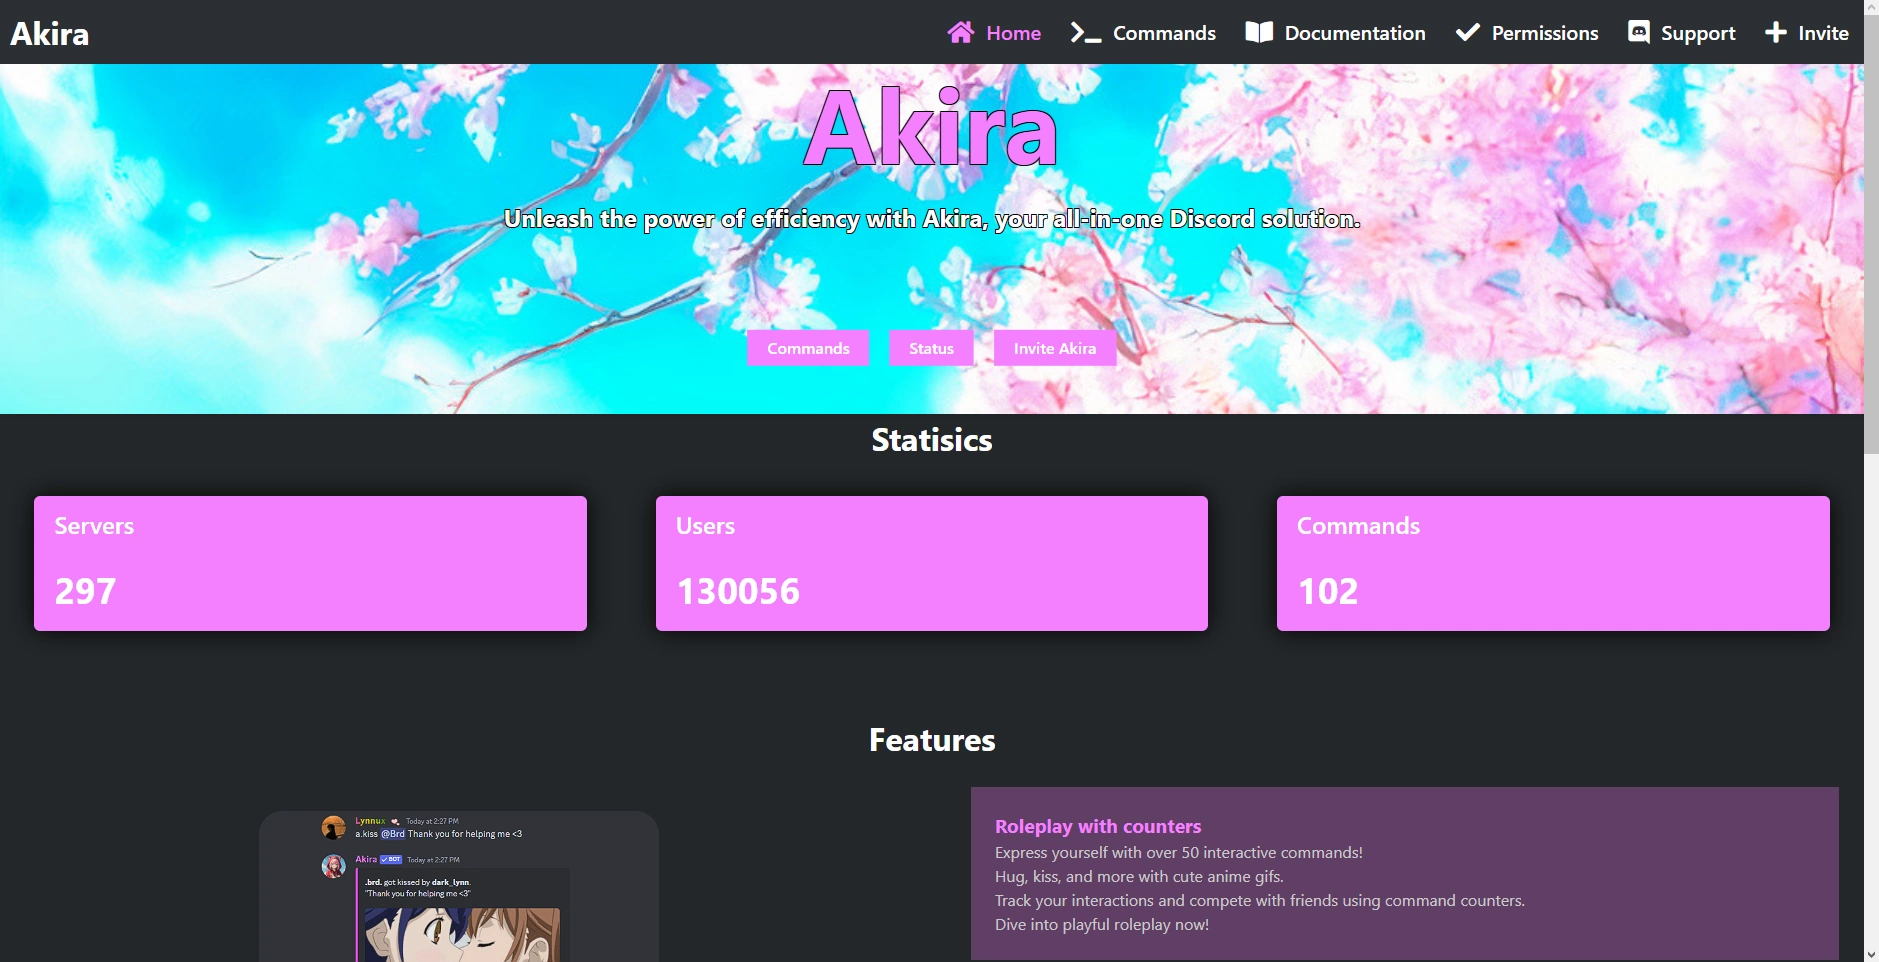 Akira
Home Commands Documentation Permissions Support Invite
Akira
Unleash the power of efficiency with Akira, your all-in-one Discord solution.
Commands Status Invite Akira
Statisics
Servers
297
Users
130056
Commands
102
Features
Lynnux Today at 2:27 PM
a.kiss @Brd Thank you for helping me <3
Akira BOT Today at 2:27 PM
.brd. got kissed by dark_lynn.
"Thank you for helping me <3"
Roleplay with counters
Express yourself with over 50 interactive commands!
Hug, kiss, and more with cute anime gifs.
Track your interactions and compete with friends using command counters.
Dive into playful roleplay now!